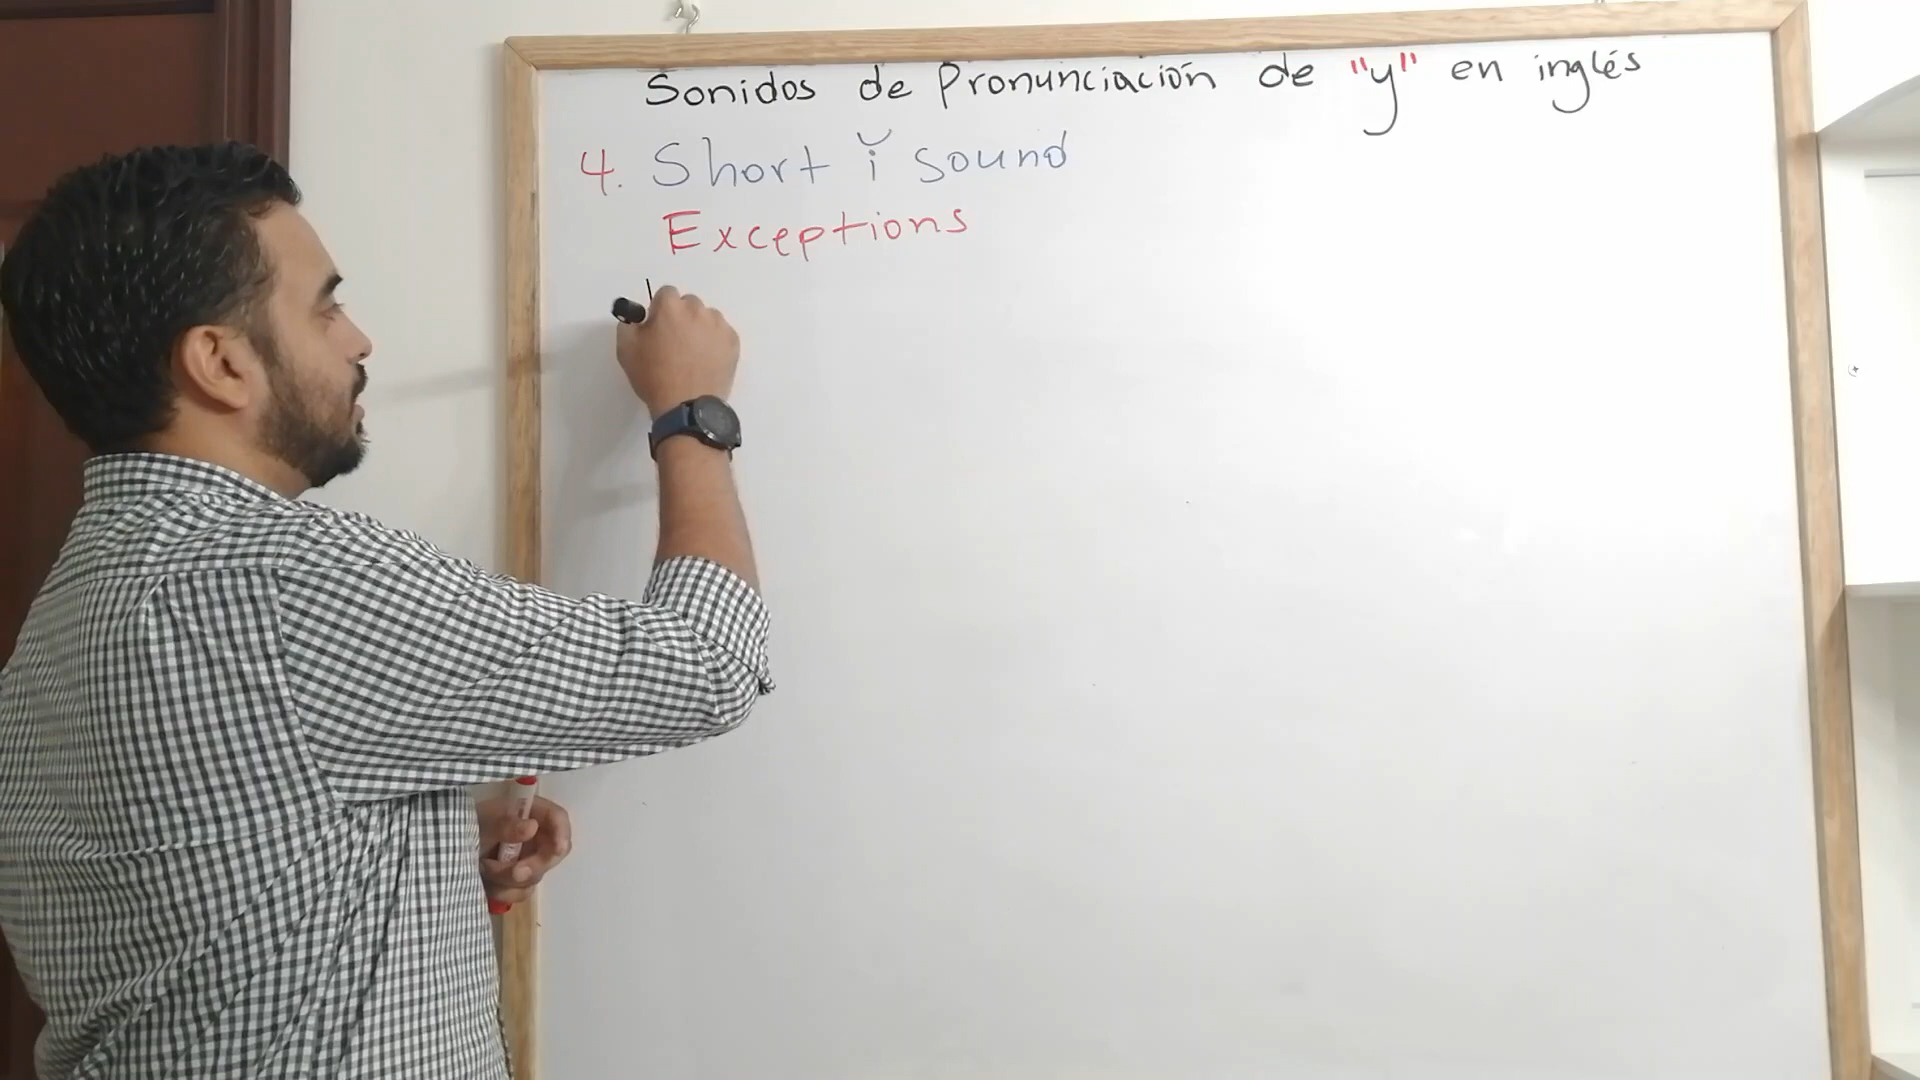 Sonidos de Pronunciación de "y" en inglés
4. Short ĭ sound
Exceptions